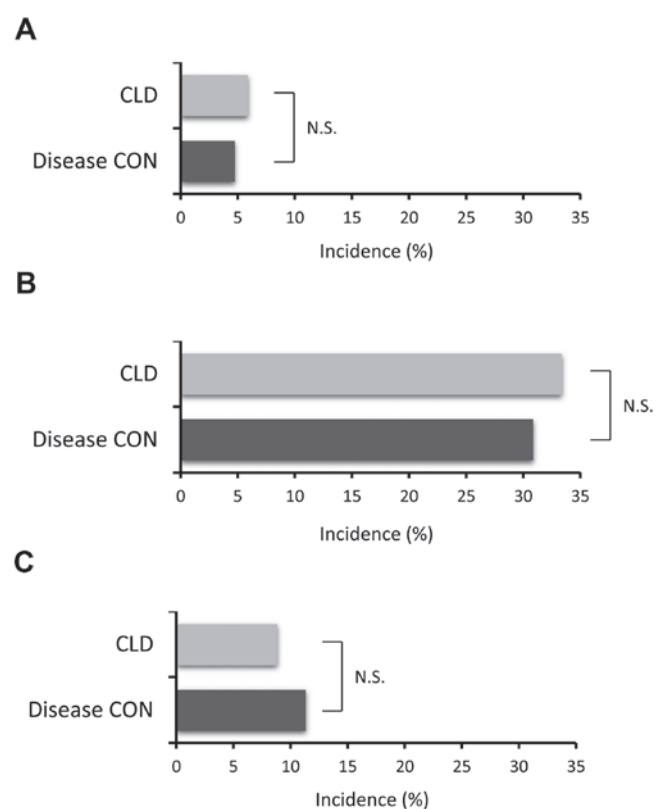 A
CLD
N.S.
Disease CON
0 5 10 15 20 25 30 35
Incidence (%)
B
CLD
N.S.
Disease CON
0 5 10 15 20 25 30 35
Incidence (%)
C
CLD
N.S.
Disease CON
0 5 10 15 20 25 30 35
Incidence (%)